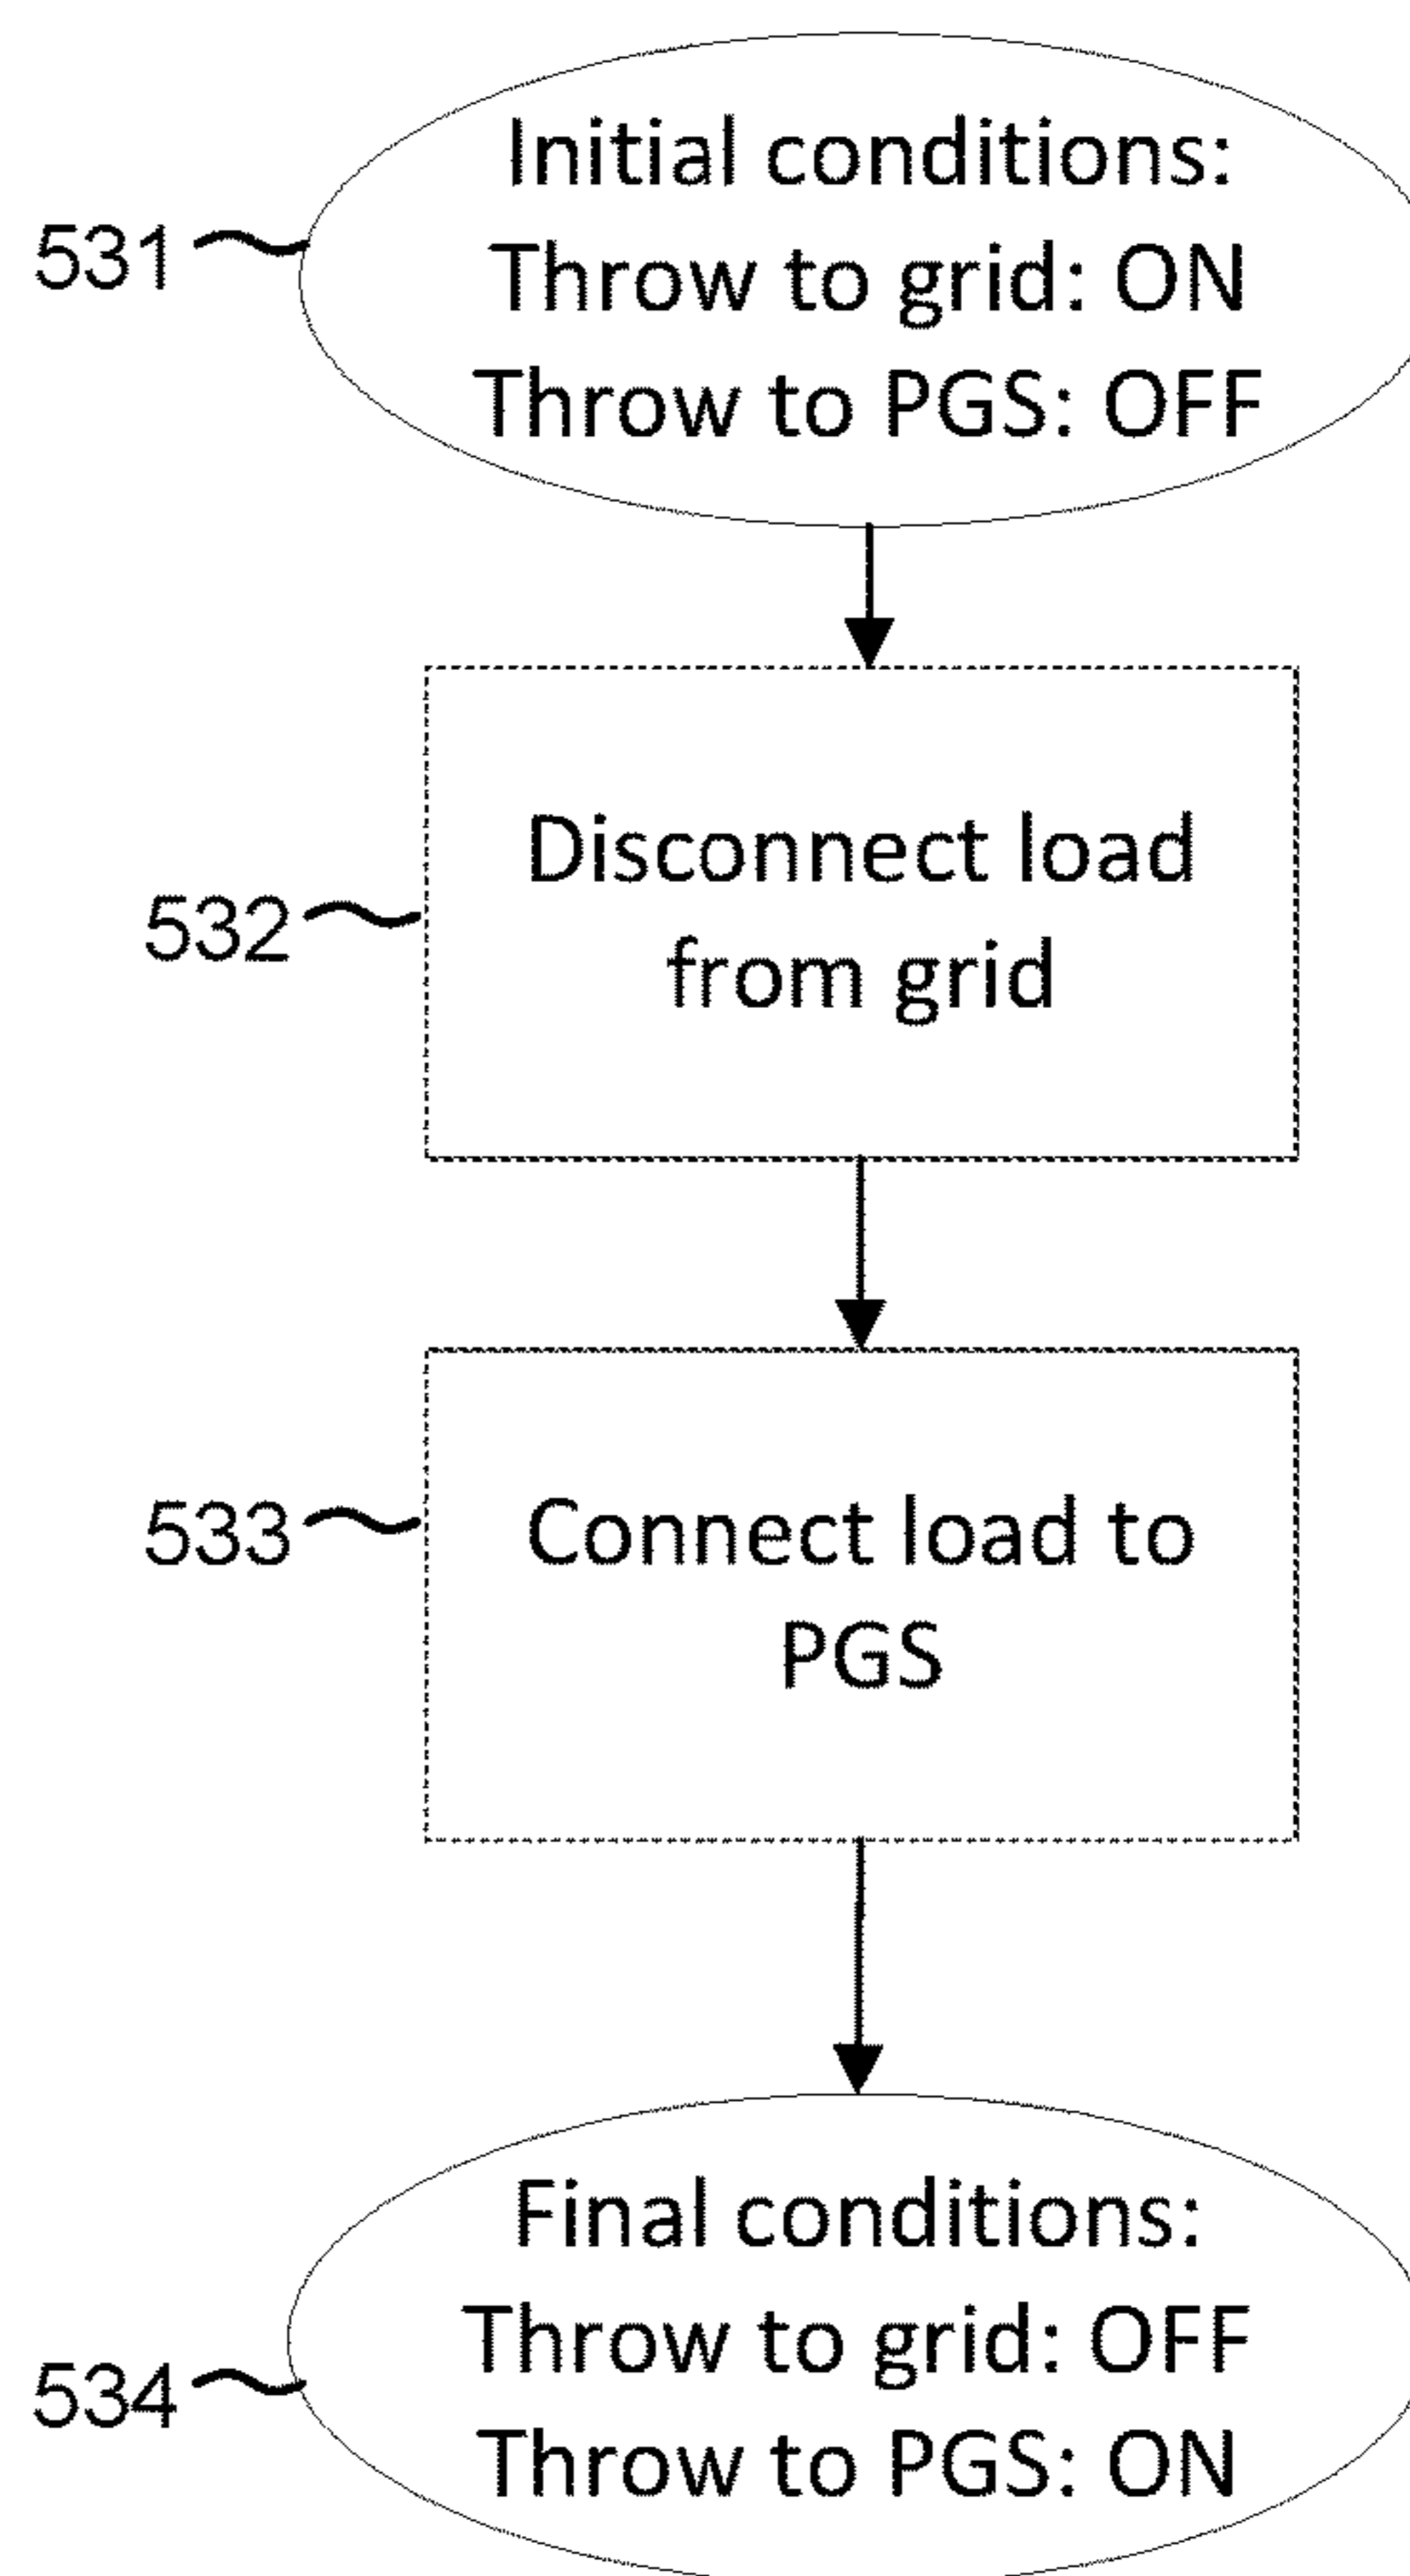 Initial conditions:
531
Throw to grid: ON
Throw to PGS: OFF
Disconnect load
532
from grid
533
Connect load to
PGS
Final conditions:
Throw to grid: OFF
534
Throw to PGS: ON